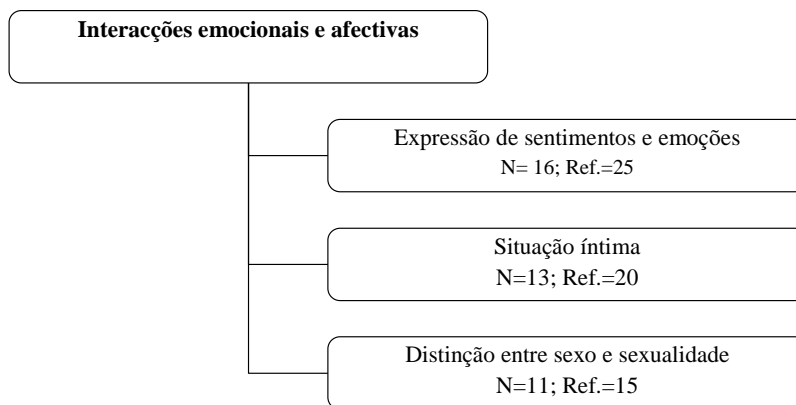 Interacções emocionais e afectivas
Expressão de sentimentos e emoções
N= 16; Ref.=25
Situação íntima
N=13; Ref.=20
Distinção entre sexo e sexualidade
N=11; Ref.=15